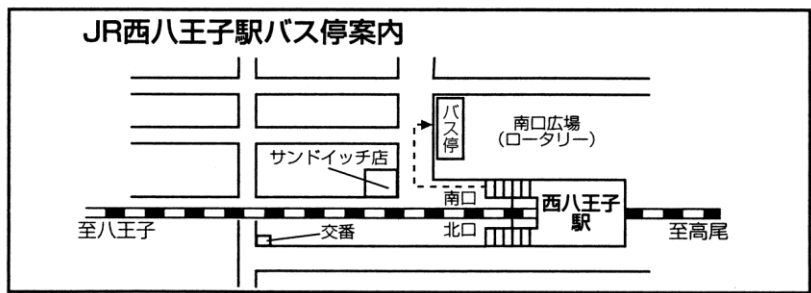 JR西八王子駅バス停案内
バス停
南口広場
(ロータリー)
サンドイッチ店
南口
西八王子
駅
至八王子
交番
北口
至高尾